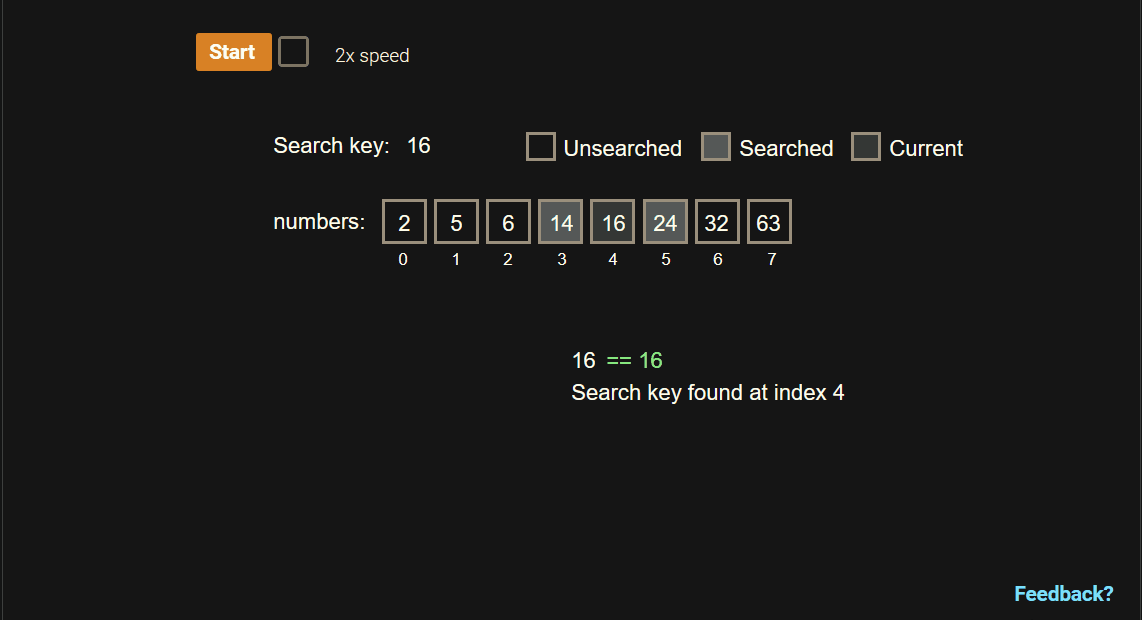 Start 2x speed
Search key: 16 Unsearched Searched Current
numbers: 2 5 6 14 16 24 32 63
0 1 2 3 4 5 6 7
16 == 16
Search key found at index 4
Feedback?